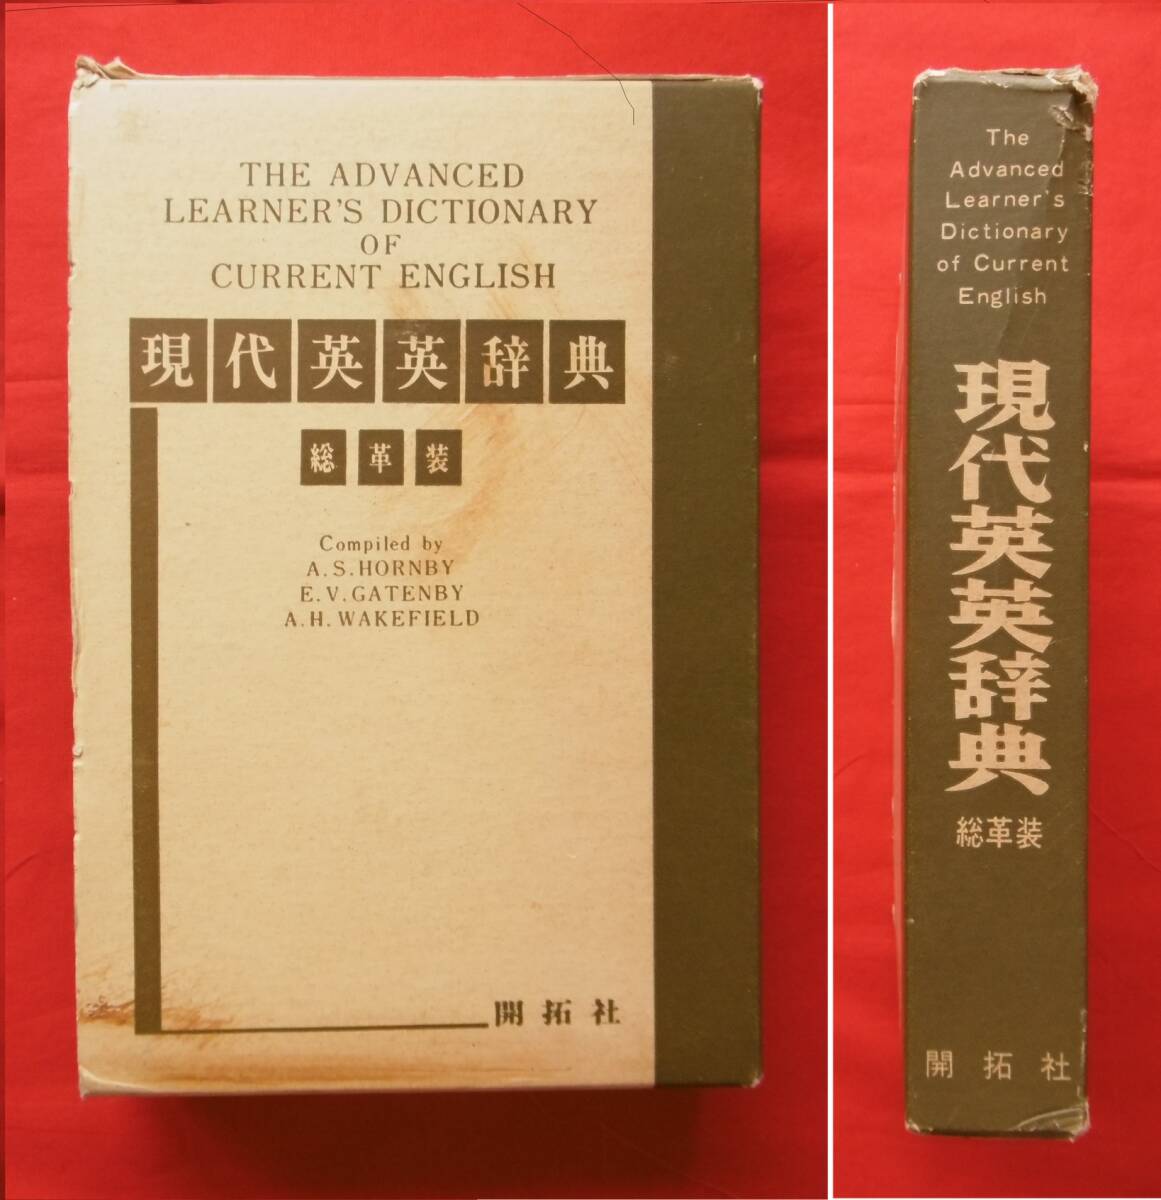 THE ADVANCED
LEARNER'S DICTIONARY
OF
CURRENT ENGLISH
現代英英辞典
総革装
Compiled by
A.S.HORNBY
E.V.GATENBY
A.H.WAKEFIELD
開拓社
The
Advanced
Learner's
Dictionary
of Current
English
現代英英辞典
総革装
開拓社